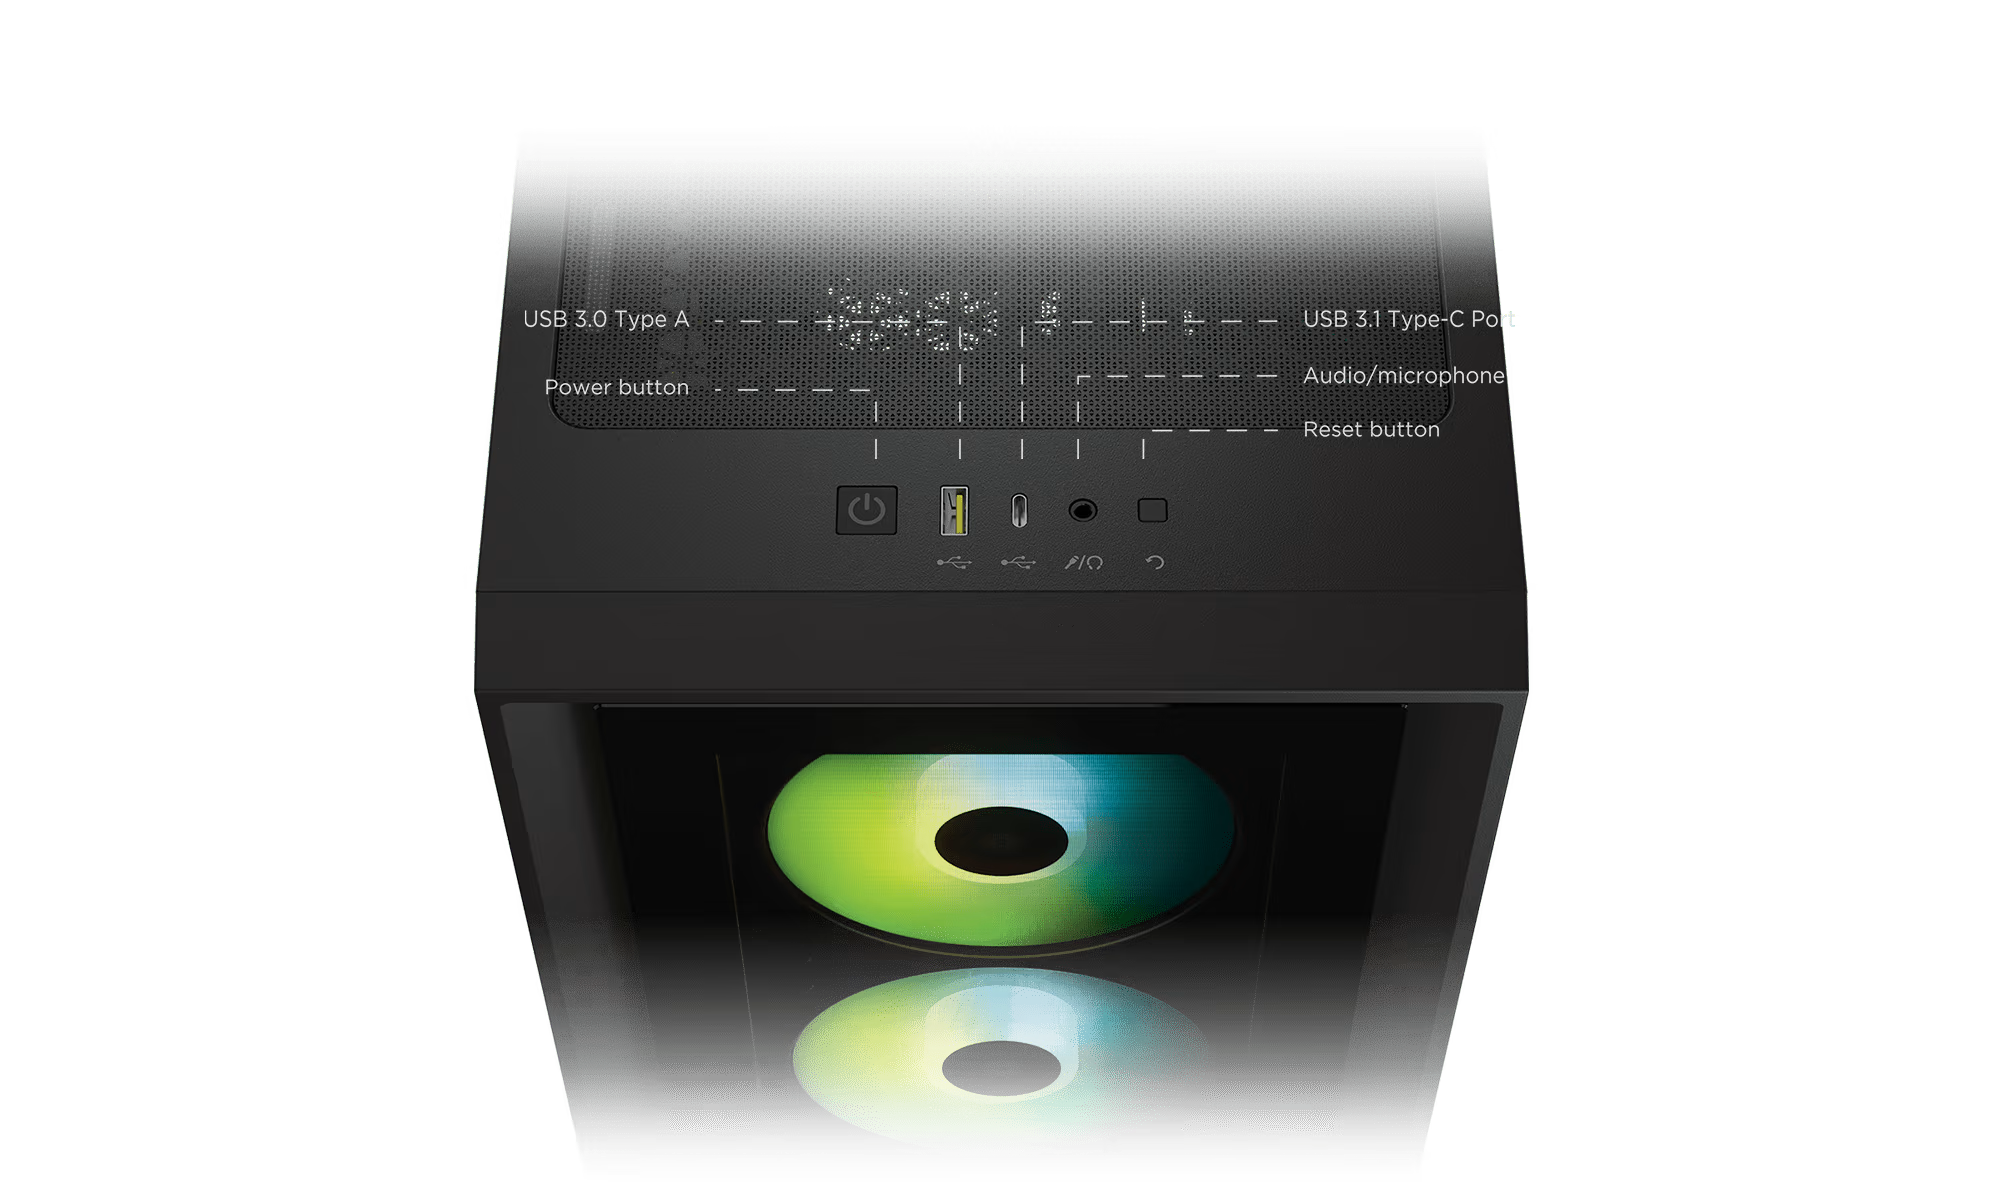 USB 3.0 Type A
USB 3.1 Type-C Port
Power button
Audio/microphone
Reset button